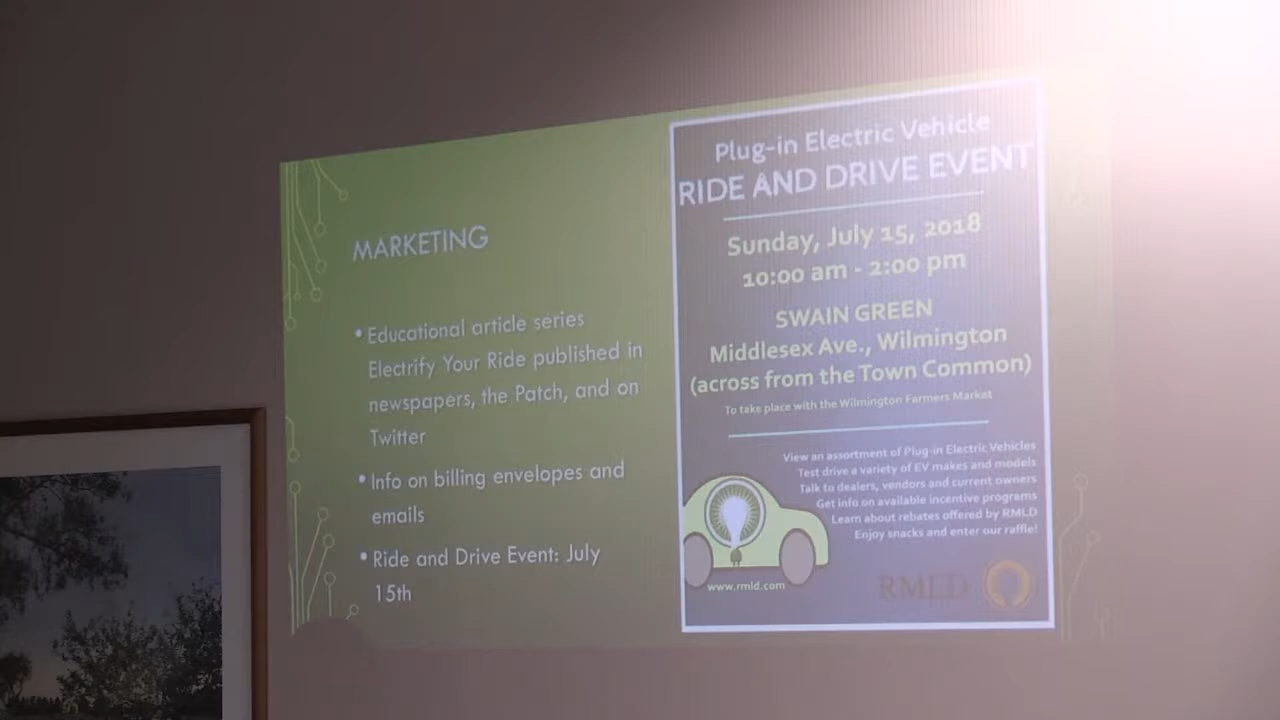 MARKETING
• Educational article series
Electrify Your Ride published in
newspapers, the Patch, and on
Twitter
• Info on billing envelopes and
emails
• Ride and Drive Event: July
15th
Plug-in Electric Vehicle
RIDE AND DRIVE EVENT
Sunday, July 15, 2018
10:00 am - 2:00 pm
SWAIN GREEN
Middlesex Ave., Wilmington
(across from the Town Common)
To take place with the Wilmington Farmers Market
View an assortment of Plug-in Electric Vehicles
Test drive a variety of EV makes and models
Talk to dealers, vendors and current owners
Get info on available incentive programs
Learn about rebates offered by RMLD
Enjoy snacks and enter our raffle!
www.rmld.com
RMLD